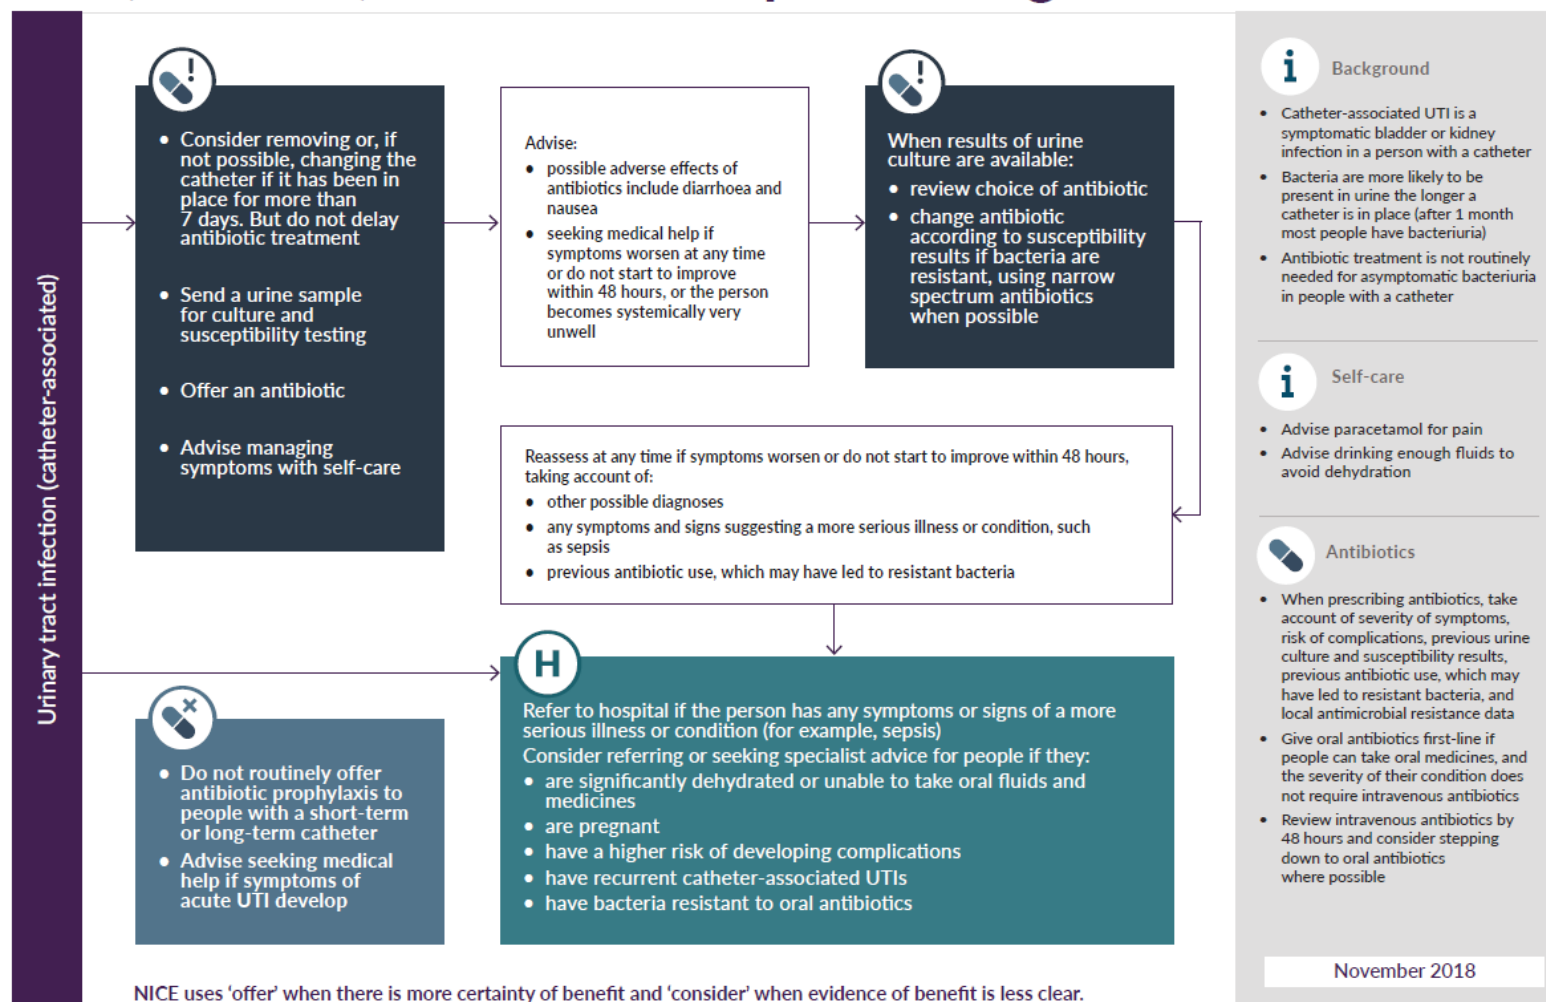 Urinary tract infection (catheter-associated)
• Consider removing or, if
not possible, changing the
catheter if it has been in
place for more than
7 days. But do not delay
antibiotic treatment
• Send a urine sample
for culture and
susceptibility testing
• Offer an antibiotic
• Advise managing
symptoms with self-care
Advise:
• possible adverse effects of
antibiotics include diarrhoea and
nausea
• seeking medical help if
symptoms worsen at any time
or do not start to improve
within 48 hours, or the person
becomes systemically very
unwell
When results of urine
culture are available:
• review choice of antibiotic
• change antibiotic
according to susceptibility
results if bacteria are
resistant, using narrow
spectrum antibiotics
when possible
Reassess at any time if symptoms worsen or do not start to improve within 48 hours,
taking account of:
• other possible diagnoses
• any symptoms and signs suggesting a more serious illness or condition, such
as sepsis
• previous antibiotic use, which may have led to resistant bacteria
H
Refer to hospital if the person has any symptoms or signs of a more
serious illness or condition (for example, sepsis)
Consider referring or seeking specialist advice for people if they:
• are significantly dehydrated or unable to take oral fluids and
medicines
• are pregnant
• have a higher risk of developing complications
• have recurrent catheter-associated UTIs
• have bacteria resistant to oral antibiotics
• Do not routinely offer
antibiotic prophylaxis to
people with a short-term
or long-term catheter
• Advise seeking medical
help if symptoms of
acute UTI develop
NICE uses ‘offer’ when there is more certainty of benefit and ‘consider’ when evidence of benefit is less clear.
i
Background
• Catheter-associated UTI is a
symptomatic bladder or kidney
infection in a person with a catheter
• Bacteria are more likely to be
present in urine the longer a
catheter is in place (after 1 month
most people have bacteriuria)
• Antibiotic treatment is not routinely
needed for asymptomatic bacteriuria
in people with a catheter
i
Self-care
• Advise paracetamol for pain
• Advise drinking enough fluids to
avoid dehydration
Antibiotics
• When prescribing antibiotics, take
account of severity of symptoms,
risk of complications, previous urine
culture and susceptibility results,
previous antibiotic use, which may
have led to resistant bacteria, and
local antimicrobial resistance data
• Give oral antibiotics first-line if
people can take oral medicines, and
the severity of their condition does
not require intravenous antibiotics
• Review intravenous antibiotics by
48 hours and consider stepping
down to oral antibiotics
where possible
November 2018